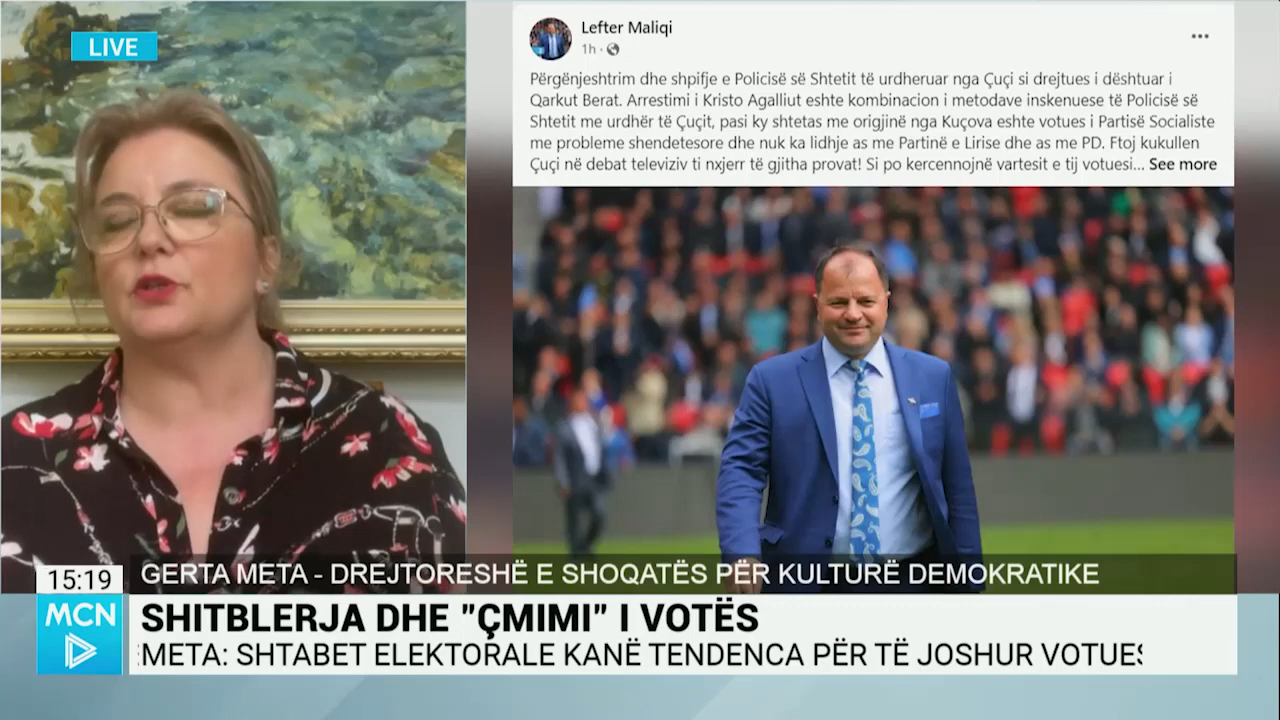 LIVE
Lefter Maliqi
1h ·
Përgënjeshtrim dhe shpifje e Policisë së Shtetit të urdheruar nga Çuçi si drejtues i dështuar i
Qarkut Berat. Arrestimi i Kristo Agalliut eshte kombinacion i metodave inskenuese të Policisë së
Shtetit me urdhër të Çuçit, pasi ky shtetas me origjinë nga Kuçova eshte votues i Partisë Socialiste
me probleme shendetesore dhe nuk ka lidhje as me Partinë e Lirise dhe as me PD. Ftoj kukullen
Çuçi në debat televiziv ti nxjerr të gjitha provat! Si po kercennojnë vartesit e tij votuesi... See more
15:19
GERTA META - DREJTORESHË E SHOQATËS PËR KULTURË DEMOKRATIKE
MCN
SHITBLERJA DHE "ÇMIMI" I VOTËS
META: SHTABET ELEKTORALE KANË TENDENCA PËR TË JOSHUR VOTUES